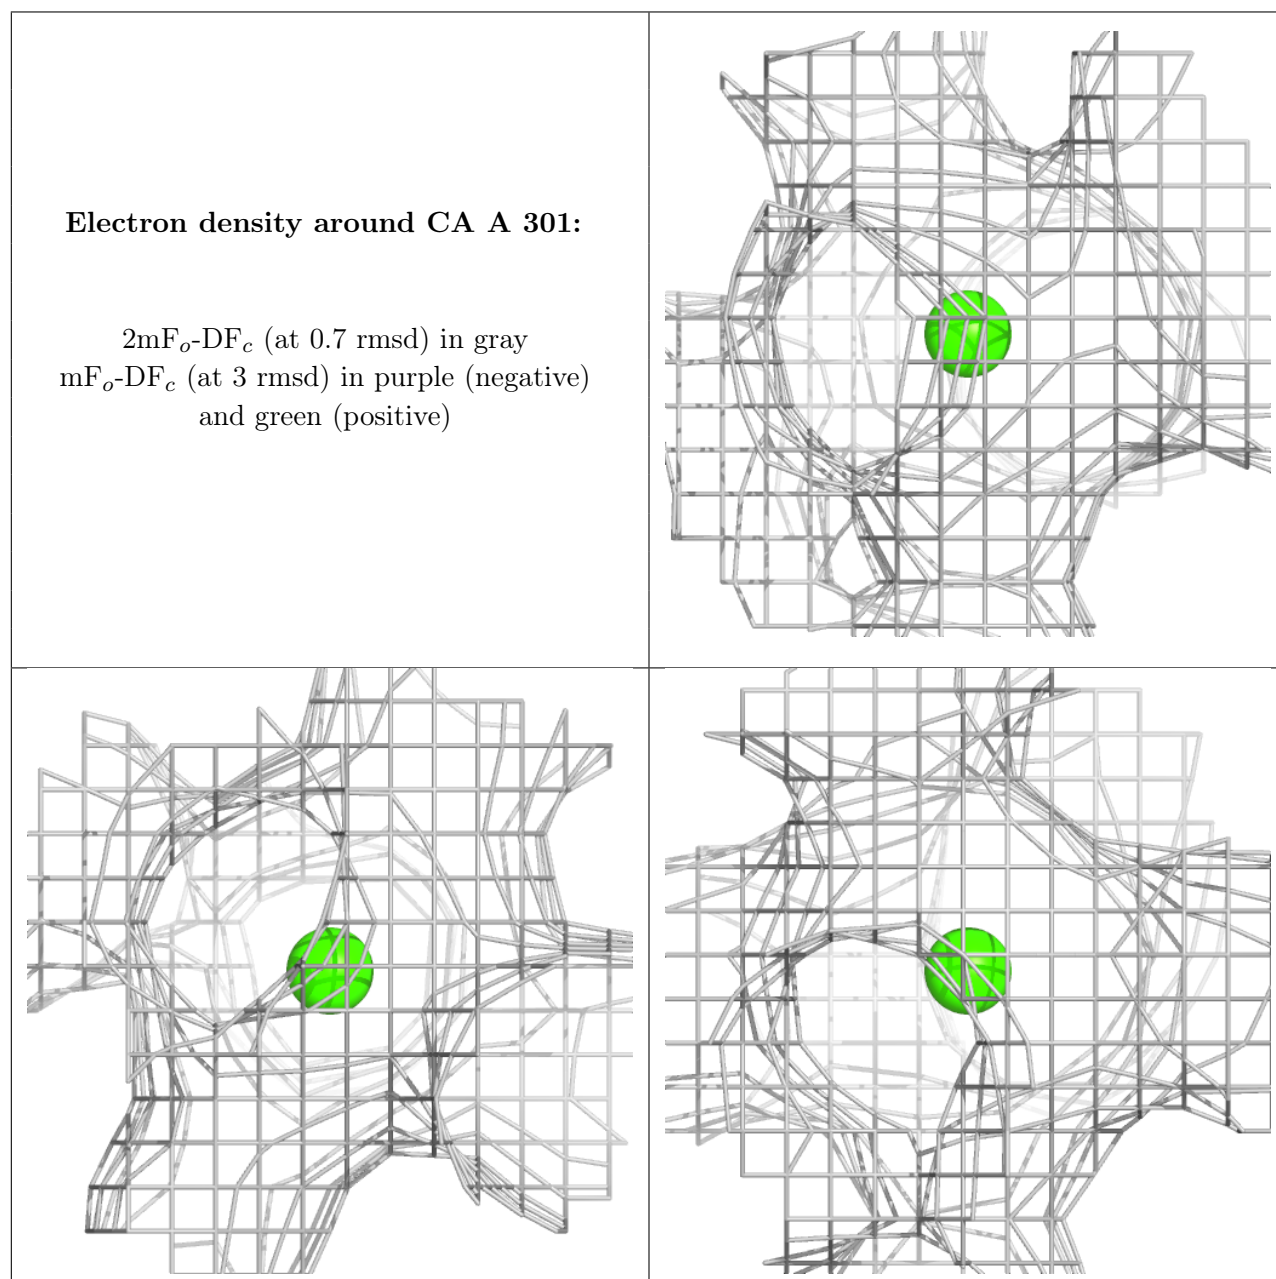 Electron density around CA A 301:
2mFo-DFc (at 0.7 rmsd) in gray
mFo-DFc (at 3 rmsd) in purple (negative)
and green (positive)